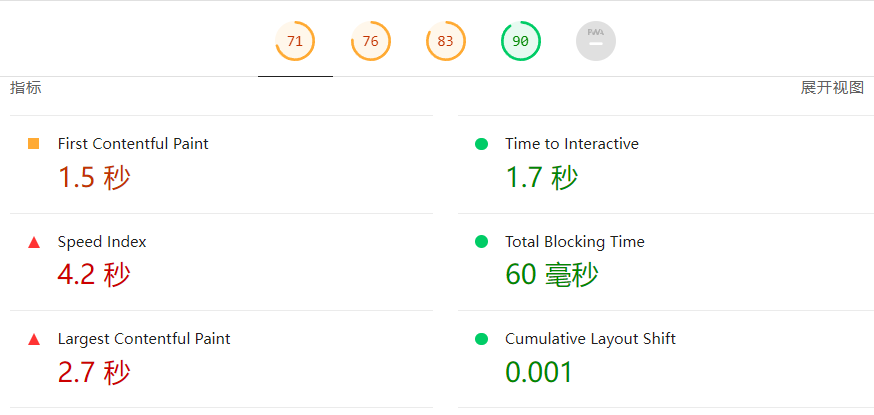 71 76 83 90 PWA
指标 展开视图
First Contentful Paint
1.5 秒
Time to Interactive
1.7 秒
Speed Index
4.2 秒
Total Blocking Time
60 毫秒
Largest Contentful Paint
2.7 秒
Cumulative Layout Shift
0.001